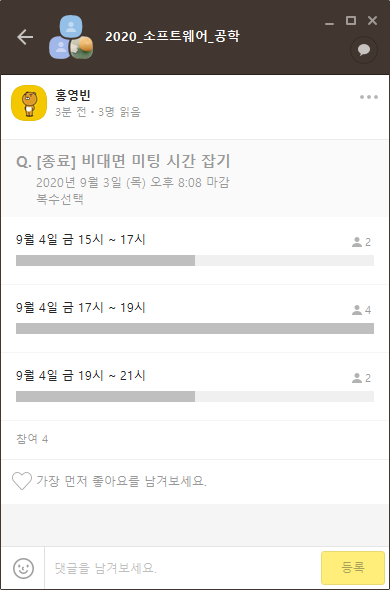 2020_소프트웨어_공학
홍영빈
3분 전 • 3명 읽음
Q. [종료] 비대면 미팅 시간 잡기
2020년 9월 3일 (목) 오후 8:08 마감
복수선택
9월 4일 금 15시 ~ 17시
2
9월 4일 금 17시 ~ 19시
4
9월 4일 금 19시 ~ 21시
2
참여 4
가장 먼저 좋아요를 남겨보세요.
댓글을 남겨보세요.
등록